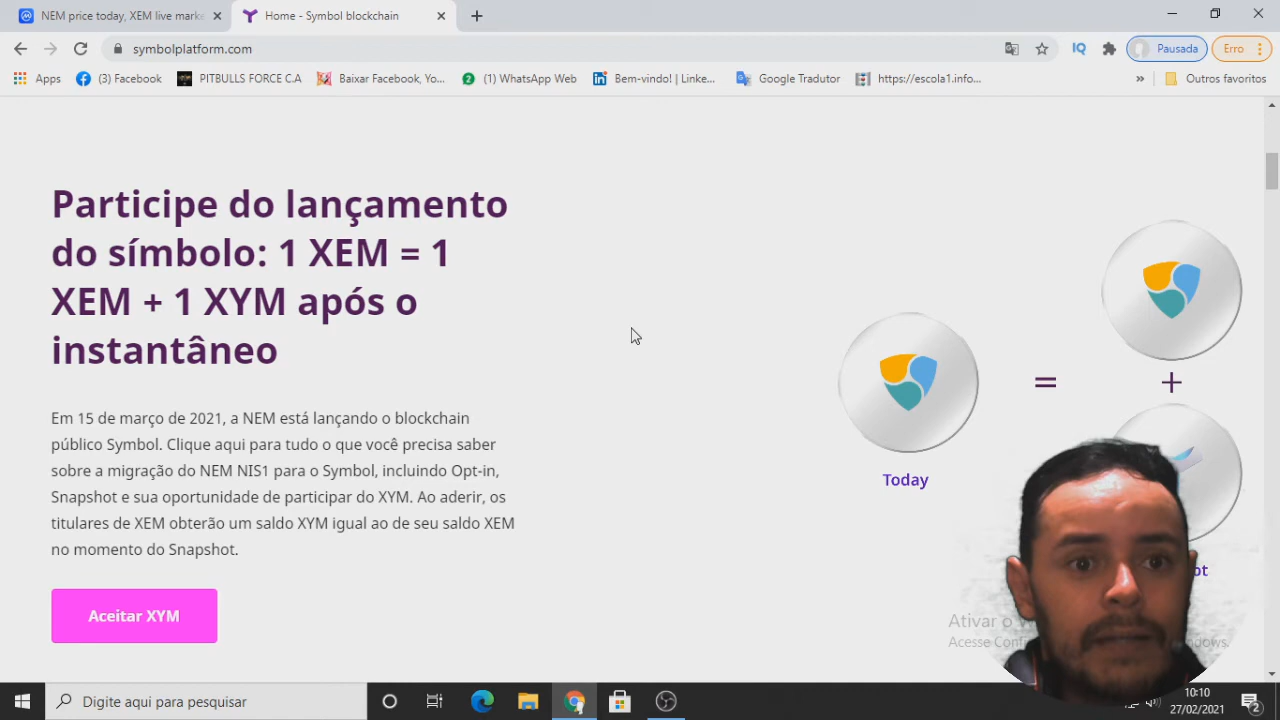 NEM price today, XEM live marke
Home - Symbol blockchain
symbolplatform.com
Pausada
Erro
Apps
(3) Facebook
PITBULLS FORCE C.A
Baixar Facebook, Yo...
2
(1) WhatsApp Web
Bem-vindo! | Linke...
Google Tradutor
https://escola1.info...
»
Outros favoritos
Participe do lançamento
do símbolo: 1 XEM = 1
XEM + 1 XYM após o
instantâneo
Em 15 de março de 2021, a NEM está lançando o blockchain
público Symbol. Clique aqui para tudo o que você precisa saber
sobre a migração do NEM NIS1 para o Symbol, incluindo Opt-in,
Snapshot e sua oportunidade de participar do XYM. Ao aderir, os
titulares de XEM obterão um saldo XYM igual ao de seu saldo XEM
no momento do Snapshot.
Aceitar XYM
=
+
Today
Ativar o
Digite aqui para pesquisar
10:10
27/02/2021
2